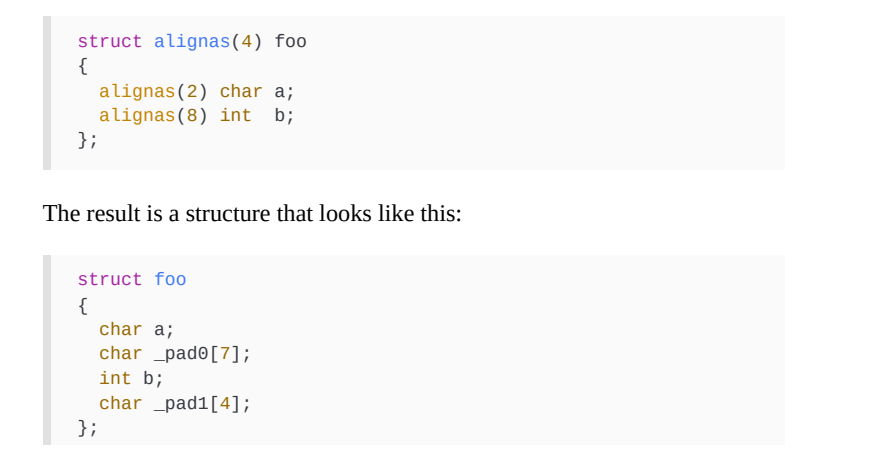 struct alignas(4) foo
{
  alignas(2) char a;
  alignas(8) int  b;
};
The result is a structure that looks like this:
struct foo
{
  char a;
  char _pad0[7];
  int b;
  char _pad1[4];
};